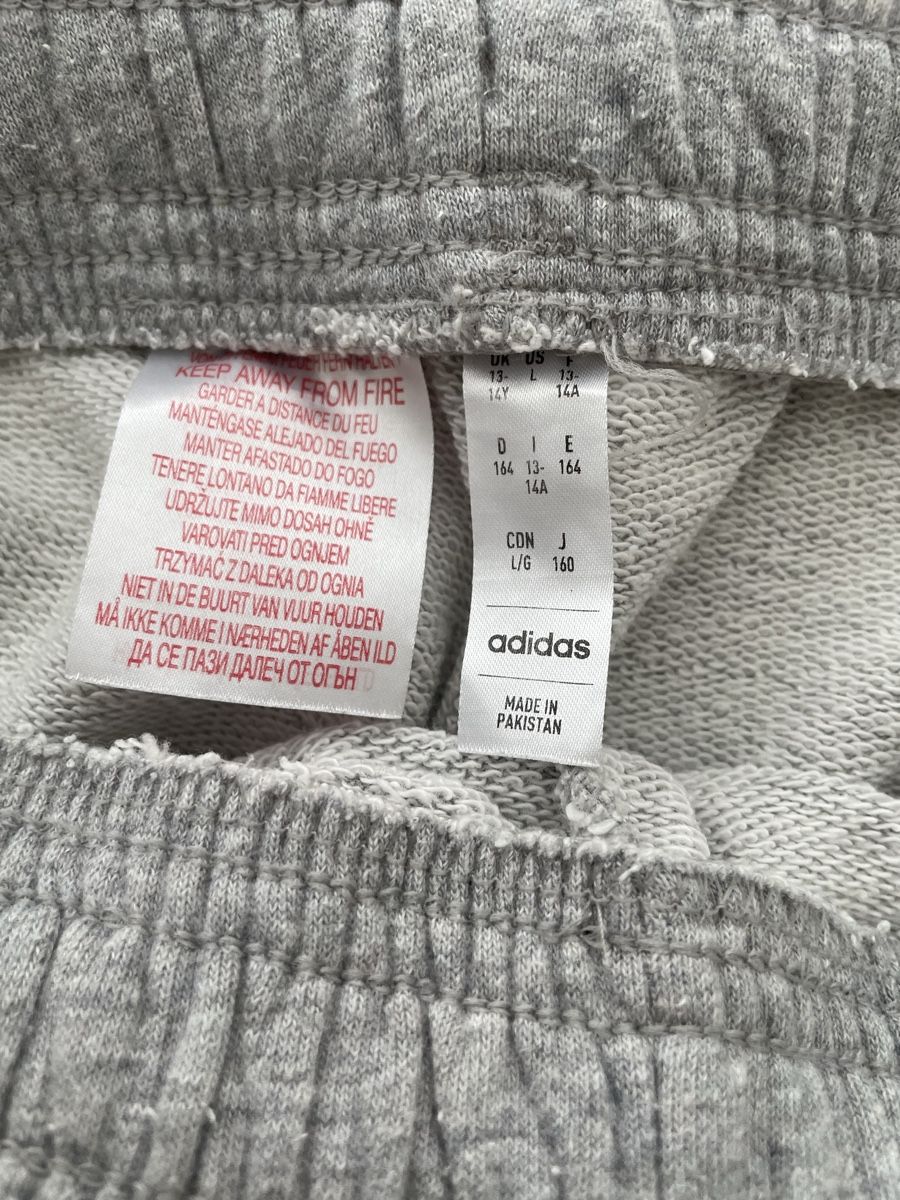 KEEP AWAY FROM FIRE
GARDER A DISTANCE DU FEU
MANTÉNGASE ALEJADO DEL FUEGO
MANTER AFASTADO DO FOGO
TENERE LONTANO DA FIAMME LIBERE
UDRŽUJTE MIMO DOSAH OHNĚ
VAROVATI PRED OGNJEM
TRZYMAĆ Z DALEKA OD OGNIA
NIET IN DE BUURT VAN VUUR HOUDEN
MÅ IKKE KOMME I NÆRHEDEN AF ÅBEN ILD
ДА СЕ ПАЗИ ДАЛЕЧ ОТ ОГЪН
UK US F
13- L 13-
14Y 14A
D I E
164 13- 164
14A
CDN J
L/G 160
adidas
MADE IN
PAKISTAN